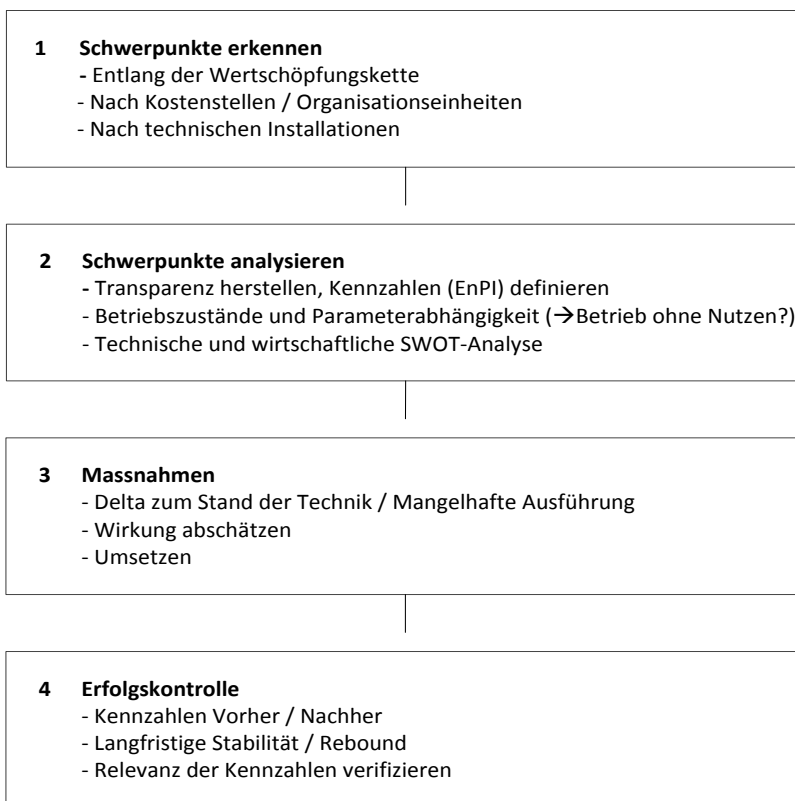 1 Schwerpunkte erkennen
- Entlang der Wertschöpfungskette
- Nach Kostenstellen / Organisationseinheiten
- Nach technischen Installationen
2 Schwerpunkte analysieren
- Transparenz herstellen, Kennzahlen (EnPI) definieren
- Betriebszustände und Parameterabhängigkeit (→Betrieb ohne Nutzen?)
- Technische und wirtschaftliche SWOT-Analyse
3 Massnahmen
- Delta zum Stand der Technik / Mangelhafte Ausführung
- Wirkung abschätzen
- Umsetzen
4 Erfolgskontrolle
- Kennzahlen Vorher / Nachher
- Langfristige Stabilität / Rebound
- Relevanz der Kennzahlen verifizieren